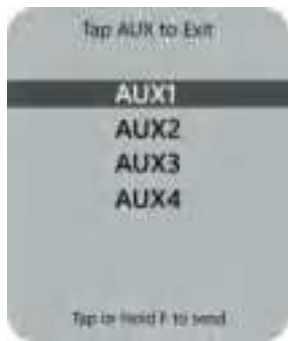 Tap AUX to Exit
AUX1
AUX2
AUX3
AUX4
Tap or Hold F to send